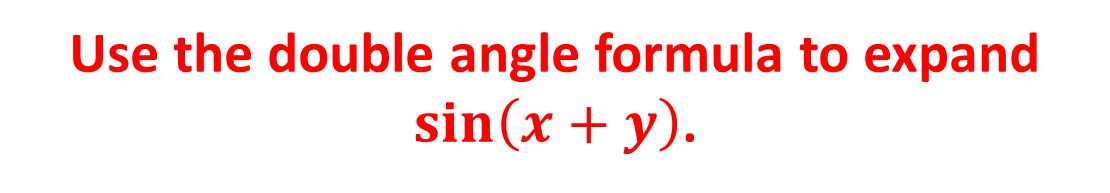 Use the double angle formula to expand
sin(x + y).